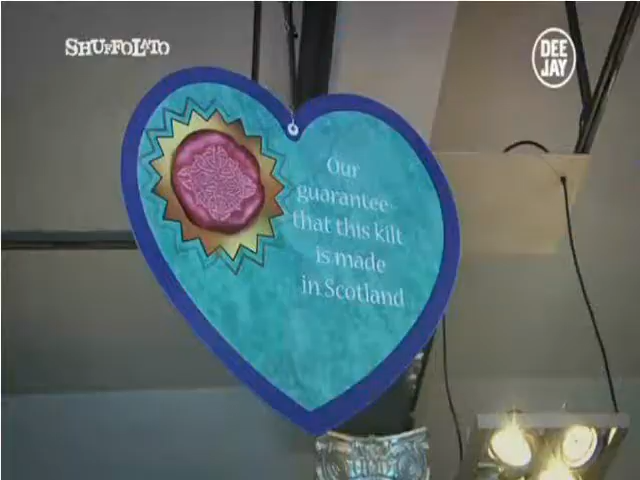 SHUFFOLATO
DEE
JAY
Our
guarantee
that this kilt
is made
in Scotland